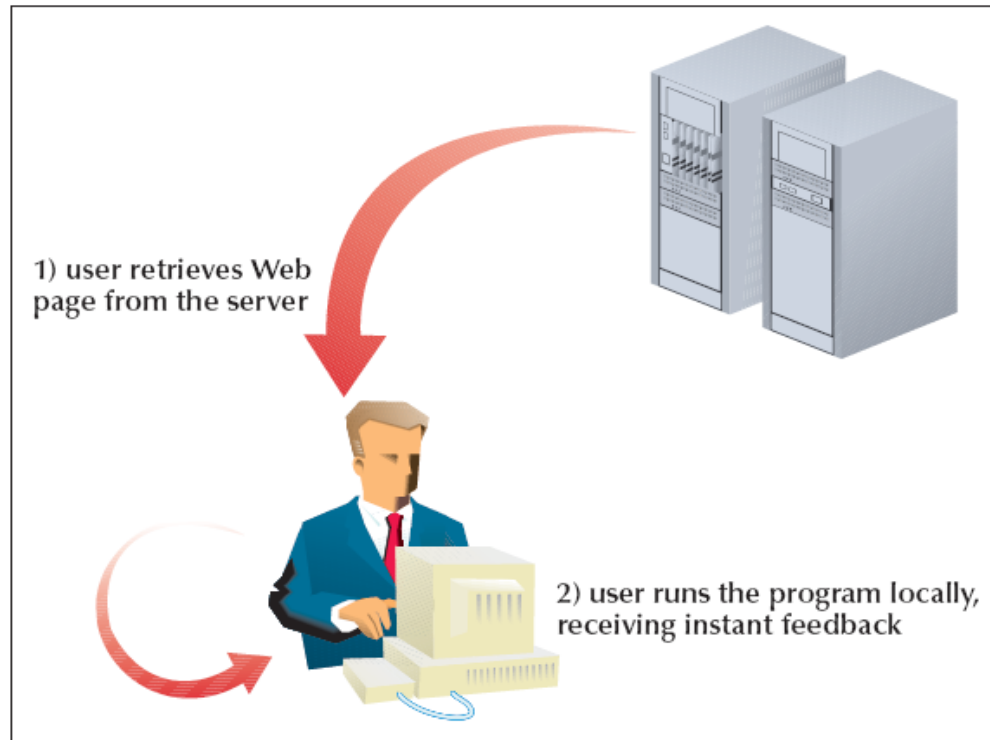 1) user retrieves Web
page from the server
2) user runs the program locally,
receiving instant feedback